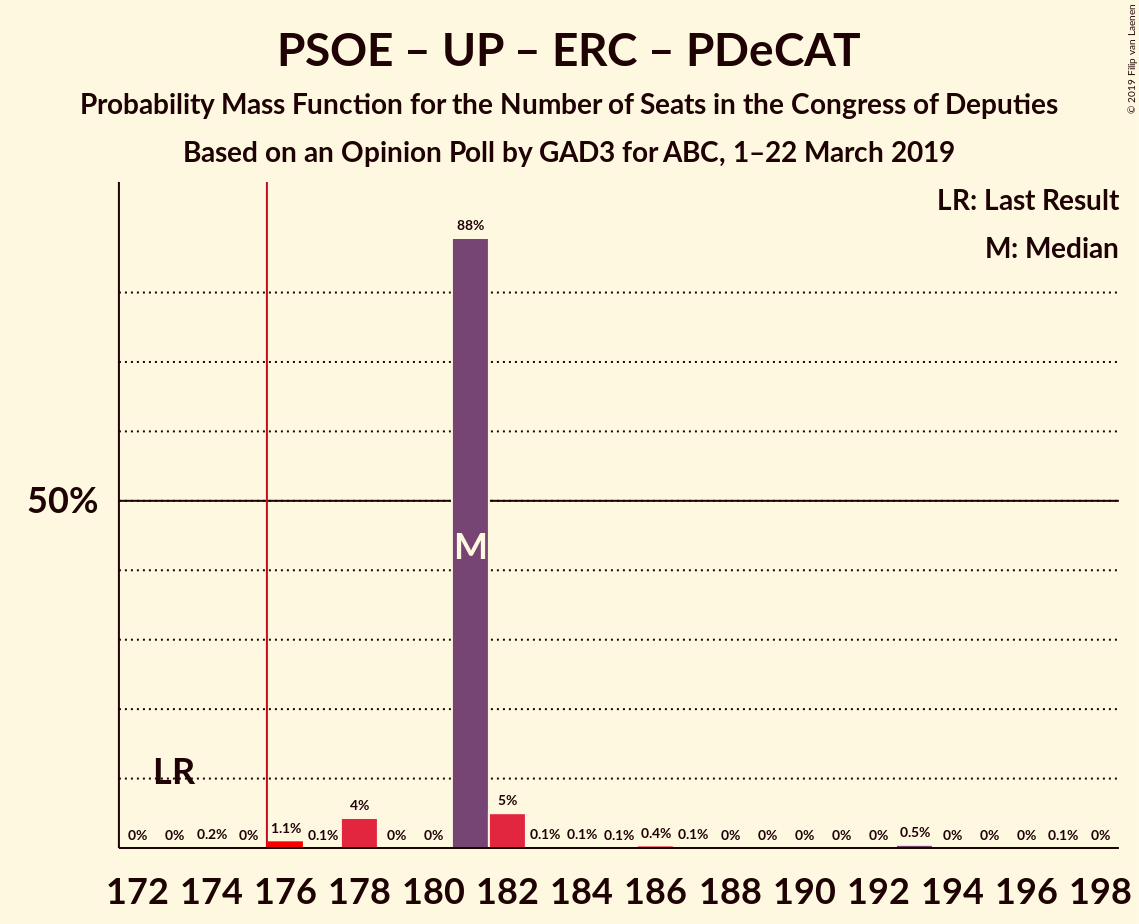 PSOE – UP – ERC – PDeCAT
Probability Mass Function for the Number of Seats in the Congress of Deputies
Based on an Opinion Poll by GAD3 for ABC, 1–22 March 2019
© 2019 Filip van Laenen
LR: Last Result
M: Median
88%
50%
M
LR
0% 0% 0.2% 0% 1.1% 0.1% 4% 0% 0% 5% 0.1% 0.1% 0.1% 0.4% 0.1% 0% 0% 0% 0% 0% 0.5% 0% 0% 0% 0.1% 0%
172 174 176 178 180 182 184 186 188 190 192 194 196 198